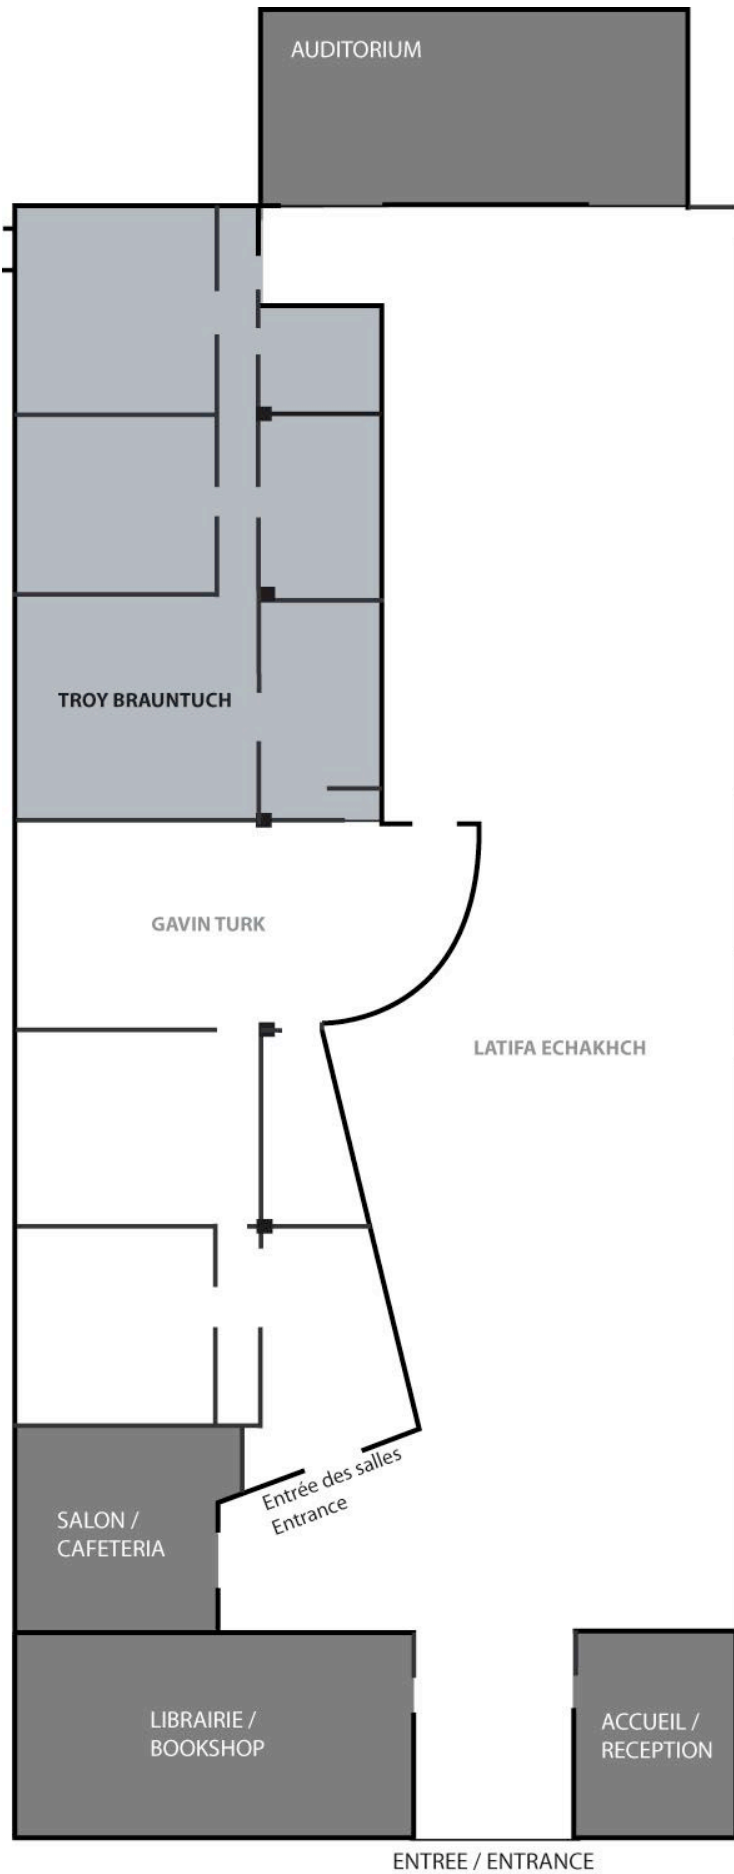 AUDITORIUM
TROY BRAUNTUCH
GAVIN TURK
LATIFA ECHAKHCH
Entrée des salles
Entrance
SALON /
CAFETERIA
LIBRAIRIE /
BOOKSHOP
ACCUEIL /
RECEPTION
ENTREE / ENTRANCE